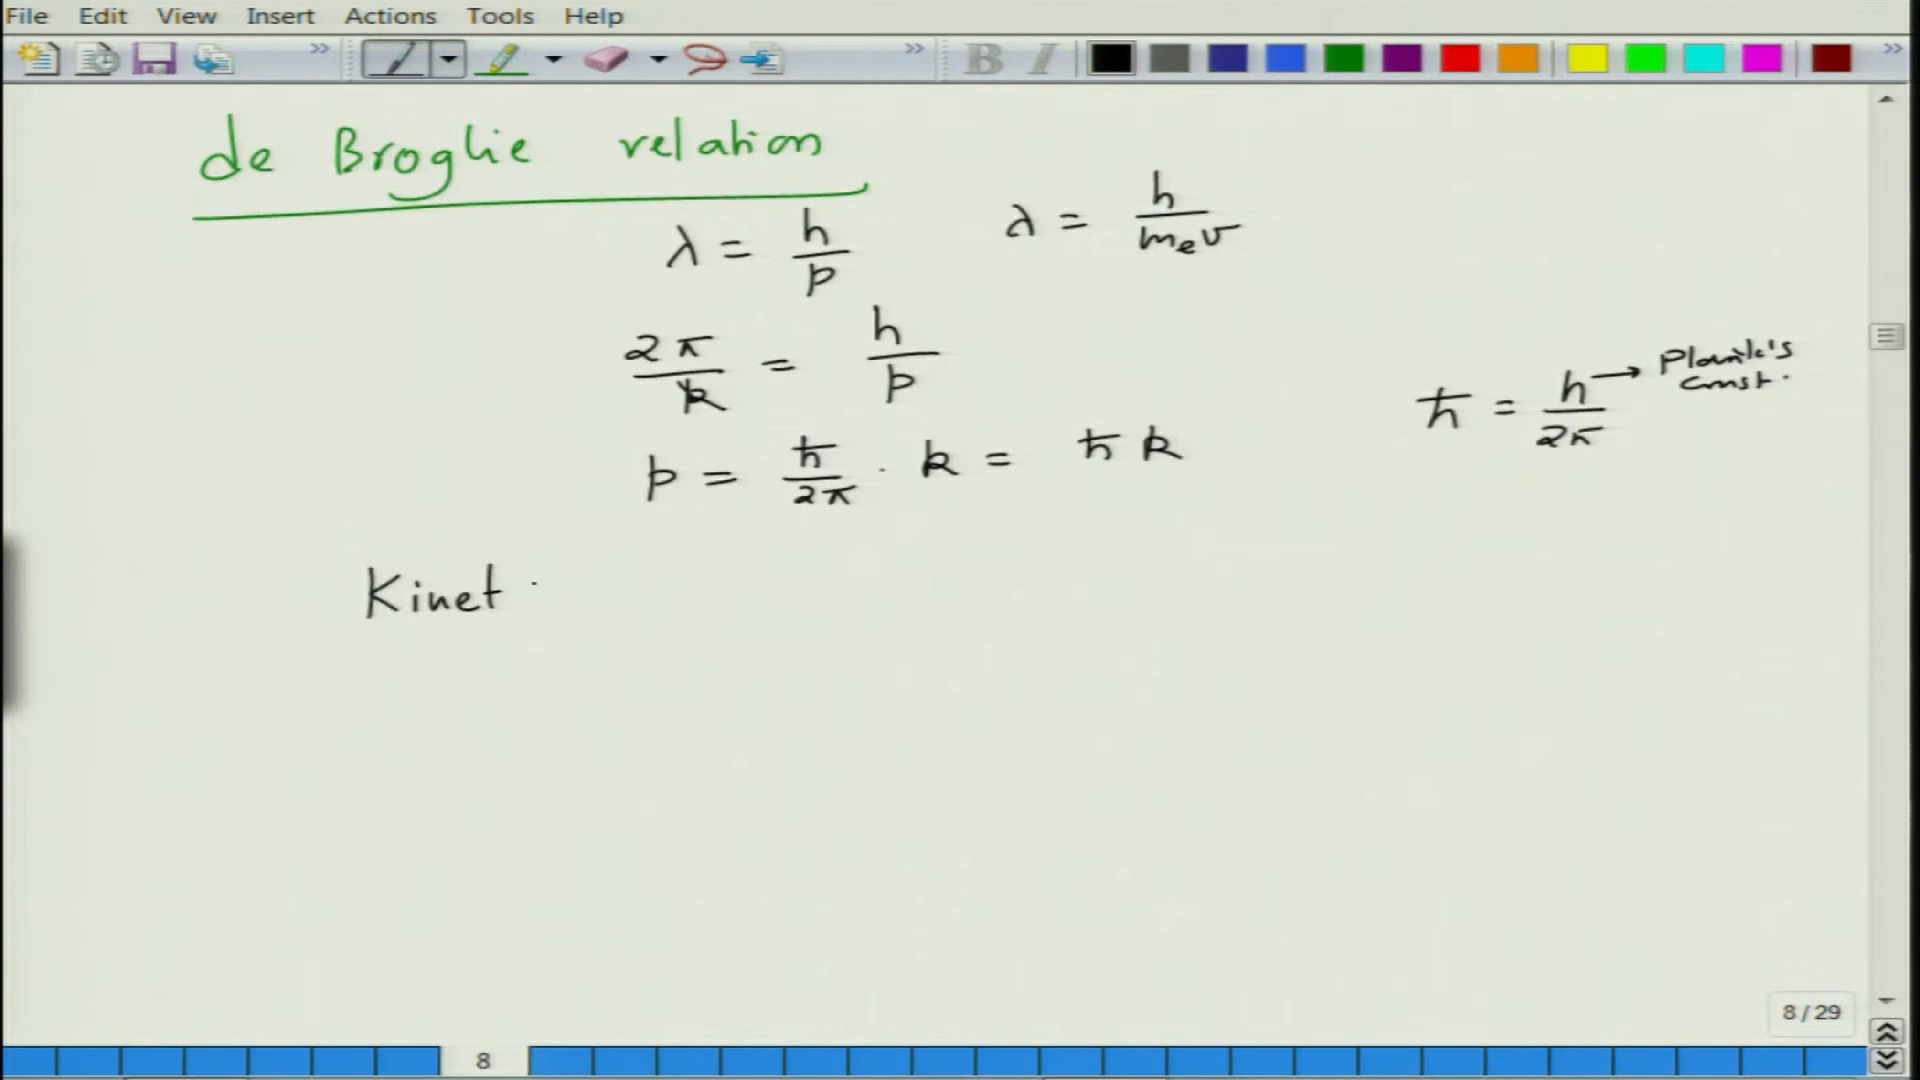 File Edit View Insert Actions Tools Help
B I
de Broglie relation
λ = h/p
λ = h/mₑv
2π/k = h/p
ħ = h/2π → Planck's const.
p = ħ/2π · k = ħk
Kinet
8 / 29
8